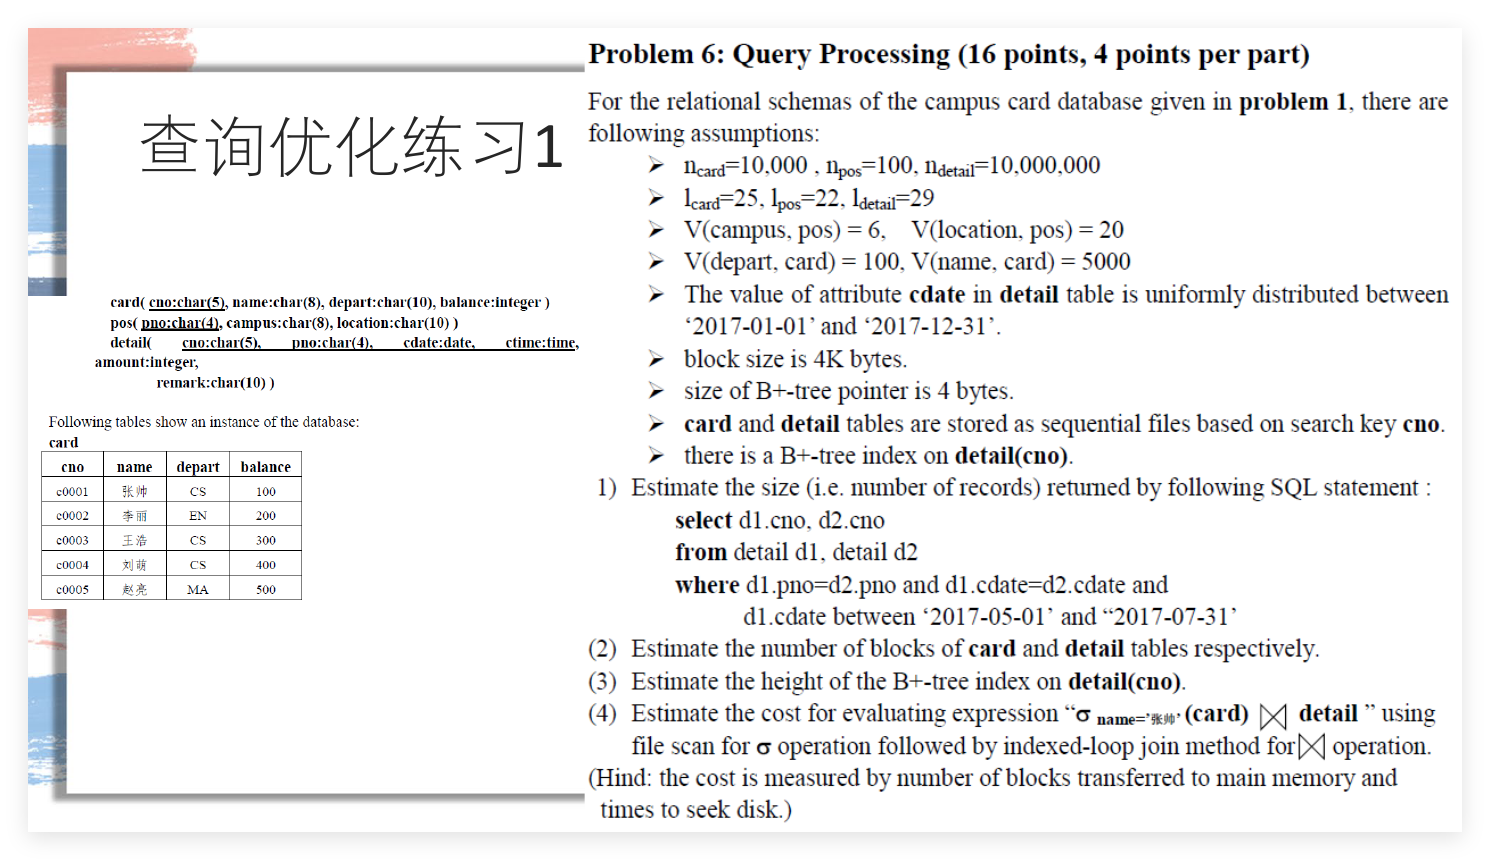 查询优化练习1
card( cno:char(5), name:char(8), depart:char(10), balance:integer )
pos( pno:char(4), campus:char(8), location:char(10) )
detail( cno:char(5), pno:char(4), cdate:date, ctime:time,
amount:integer,
remark:char(10) )
Following tables show an instance of the database:
card
cno name depart balance
c0001 张帅 CS 100
c0002 李丽 EN 200
c0003 王浩 CS 300
c0004 刘萌 CS 400
c0005 赵亮 MA 500
Problem 6: Query Processing (16 points, 4 points per part)
For the relational schemas of the campus card database given in problem 1, there are
following assumptions:
➢ ncard=10,000 , npos=100, ndetail=10,000,000
➢ lcard=25, lpos=22, ldetail=29
➢ V(campus, pos) = 6, V(location, pos) = 20
➢ V(depart, card) = 100, V(name, card) = 5000
➢ The value of attribute cdate in detail table is uniformly distributed between
‘2017-01-01’ and ‘2017-12-31’.
➢ block size is 4K bytes.
➢ size of B+-tree pointer is 4 bytes.
➢ card and detail tables are stored as sequential files based on search key cno.
➢ there is a B+-tree index on detail(cno).
1) Estimate the size (i.e. number of records) returned by following SQL statement :
select d1.cno, d2.cno
from detail d1, detail d2
where d1.pno=d2.pno and d1.cdate=d2.cdate and
d1.cdate between ‘2017-05-01’ and “2017-07-31’
(2) Estimate the number of blocks of card and detail tables respectively.
(3) Estimate the height of the B+-tree index on detail(cno).
(4) Estimate the cost for evaluating expression “σ name=’张帅’ (card) ⋈ detail ” using
file scan for σ operation followed by indexed-loop join method for⋈ operation.
(Hind: the cost is measured by number of blocks transferred to main memory and
times to seek disk.)